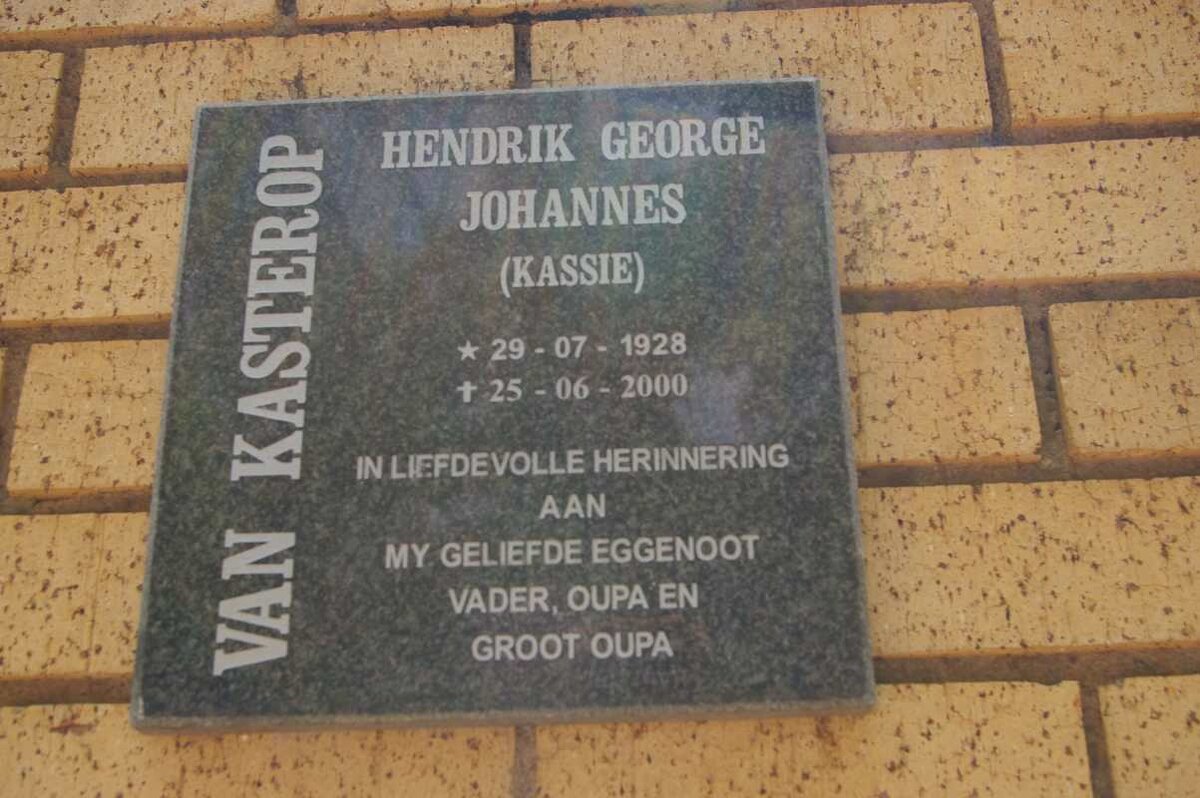 VAN KASTEROP
HENDRIK GEORGE
JOHANNES
(KASSIE)
★ 29 - 07 - 1928
✝ 25 - 06 - 2000
IN LIEFDEVOLLE HERINNERING
AAN
MY GELIEFDE EGGENOOT
VADER, OUPA EN
GROOT OUPA